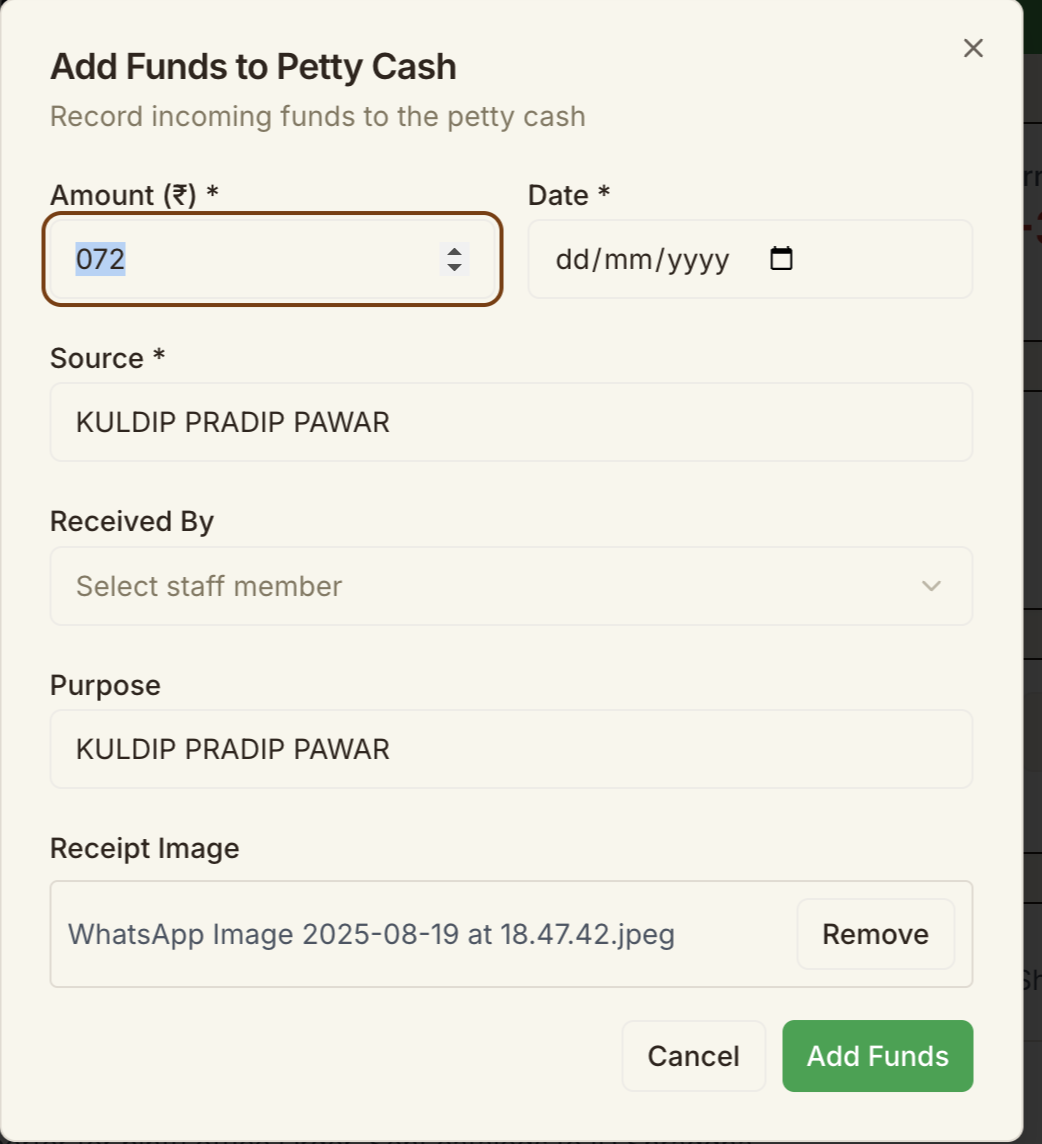 Add Funds to Petty Cash
Record incoming funds to the petty cash
Amount (₹) *
Date *
072
dd/mm/yyyy
Source *
KULDIP PRADIP PAWAR
Received By
Select staff member
Purpose
KULDIP PRADIP PAWAR
Receipt Image
WhatsApp Image 2025-08-19 at 18.47.42.jpeg
Remove
Cancel
Add Funds